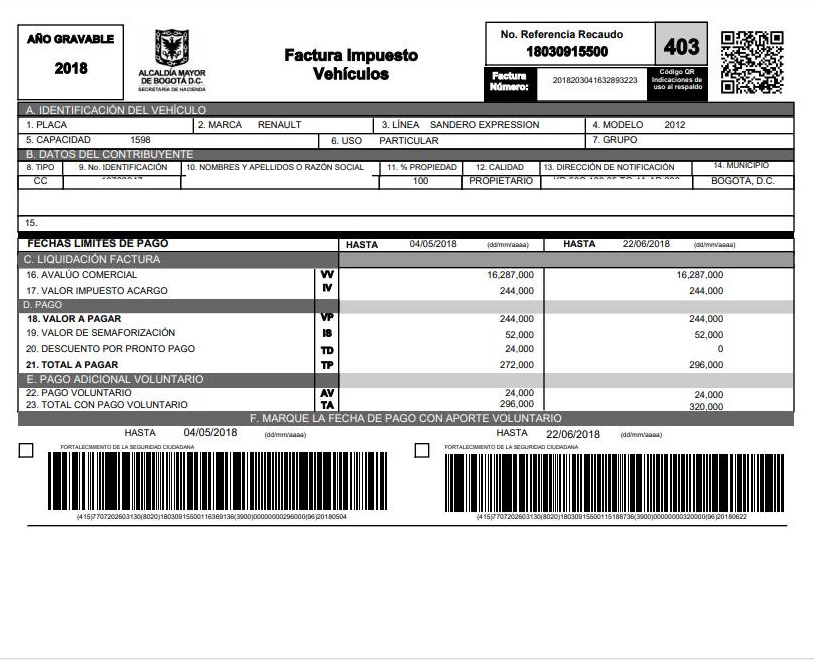 AÑO GRAVABLE
2018
ALCALDÍA MAYOR
DE BOGOTÁ D.C.
SECRETARÍA DE HACIENDA
Factura Impuesto
Vehículos
No. Referencia Recaudo
18030915500
403
Factura
Número:
2018203041632893223
Código QR
Indicaciones de
uso al respaldo
A. IDENTIFICACIÓN DEL VEHÍCULO
1. PLACA 2. MARCA RENAULT 3. LÍNEA SANDERO EXPRESSION 4. MODELO 2012
5. CAPACIDAD 1598 6. USO PARTICULAR 7. GRUPO
B. DATOS DEL CONTRIBUYENTE
8. TIPO 9. No. IDENTIFICACIÓN 10. NOMBRES Y APELLIDOS O RAZÓN SOCIAL 11. % PROPIEDAD 12. CALIDAD 13. DIRECCIÓN DE NOTIFICACIÓN 14. MUNICIPIO
CC 100 PROPIETARIO BOGOTA, D.C.
15.
FECHAS LIMITES DE PAGO HASTA 04/05/2018 (dd/mm/aaaa) HASTA 22/06/2018 (dd/mm/aaaa)
C. LIQUIDACIÓN FACTURA
16. AVALÚO COMERCIAL VV 16,287,000 16,287,000
17. VALOR IMPUESTO ACARGO IV 244,000 244,000
D. PAGO
18. VALOR A PAGAR VP 244,000 244,000
19. VALOR DE SEMAFORIZACIÓN IS 52,000 52,000
20. DESCUENTO POR PRONTO PAGO TD 24,000 0
21. TOTAL A PAGAR TP 272,000 296,000
E. PAGO ADICIONAL VOLUNTARIO
22. PAGO VOLUNTARIO AV 24,000 24,000
23. TOTAL CON PAGO VOLUNTARIO TA 296,000 320,000
F. MARQUE LA FECHA DE PAGO CON APORTE VOLUNTARIO
HASTA 04/05/2018 (dd/mm/aaaa) HASTA 22/06/2018 (dd/mm/aaaa)
FORTALECIMIENTO DE LA SEGURIDAD CIUDADANA FORTALECIMIENTO DE LA SEGURIDAD CIUDADANA
(415)7707202603130(8020)18030915500116369136(3900)00000000296000(96)20180504 (415)7707202603130(8020)18030915500115188736(3900)00000000320000(96)20180622